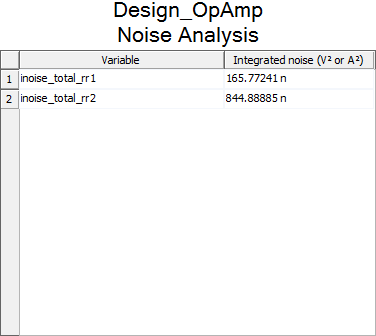 Design_OpAmp
Noise Analysis
Variable Integrated noise (V² or A²)
1 inoise_total_rr1 165.77241 n
2 inoise_total_rr2 844.88885 n